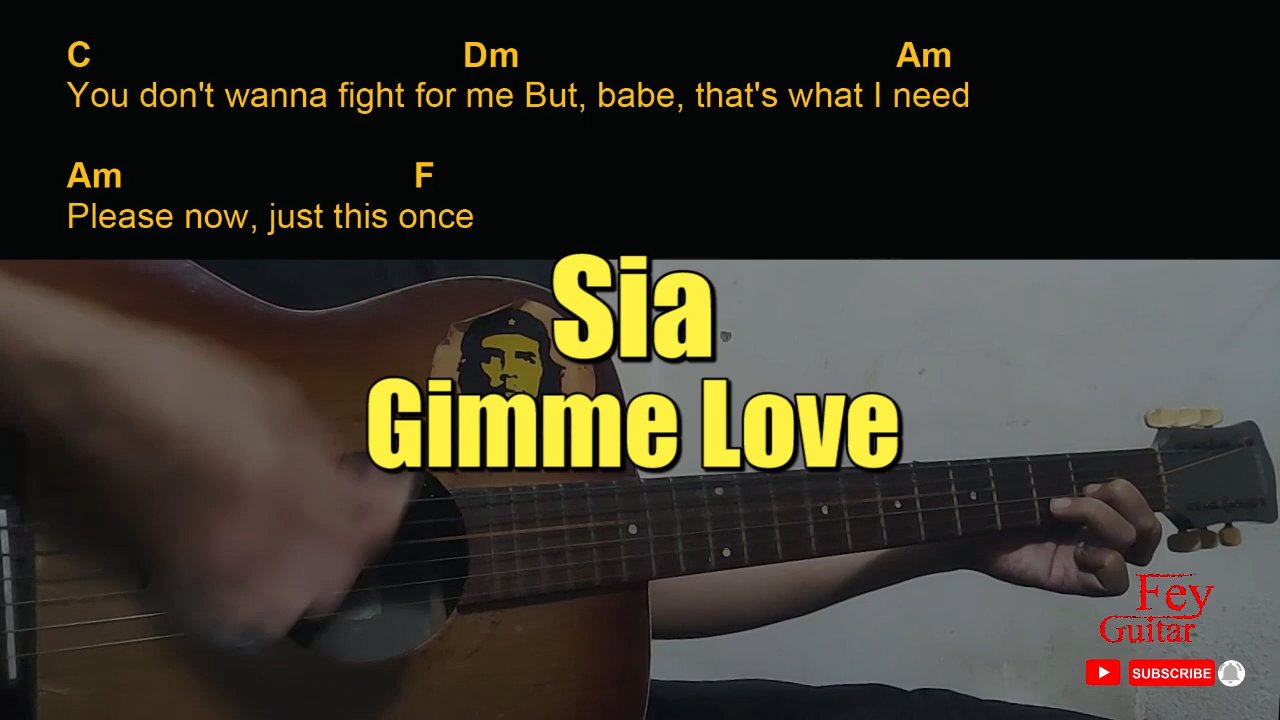 C Dm Am
You don't wanna fight for me But, babe, that's what I need
Am F
Please now, just this once
Sia
Gimme Love
Fey
Guitar
SUBSCRIBE